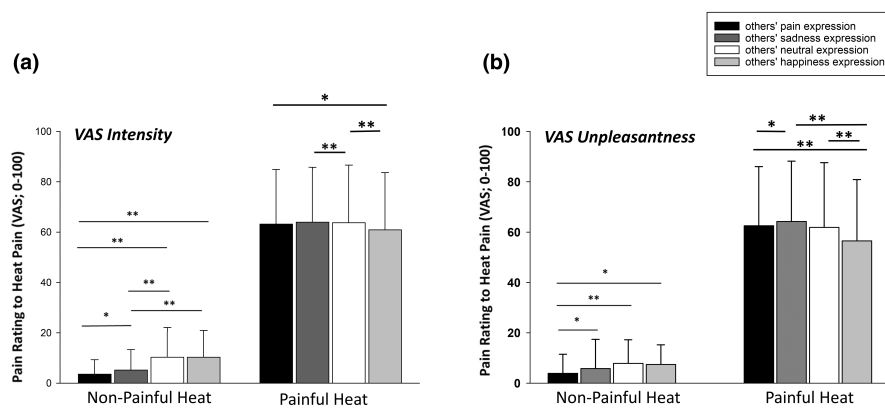 others' pain expression
others' sadness expression
others' neutral expression
others' happiness expression
(a)
VAS Intensity
Pain Rating to Heat Pain (VAS; 0-100)
100
80
60
40
20
0
*
**
**
**
**
*
**
**
*
Non-Painful Heat
Painful Heat
(b)
VAS Unpleasantness
Pain Rating to Heat Pain (VAS; 0-100)
100
80
60
40
20
0
*
**
**
**
*
**
*
Non-Painful Heat
Painful Heat